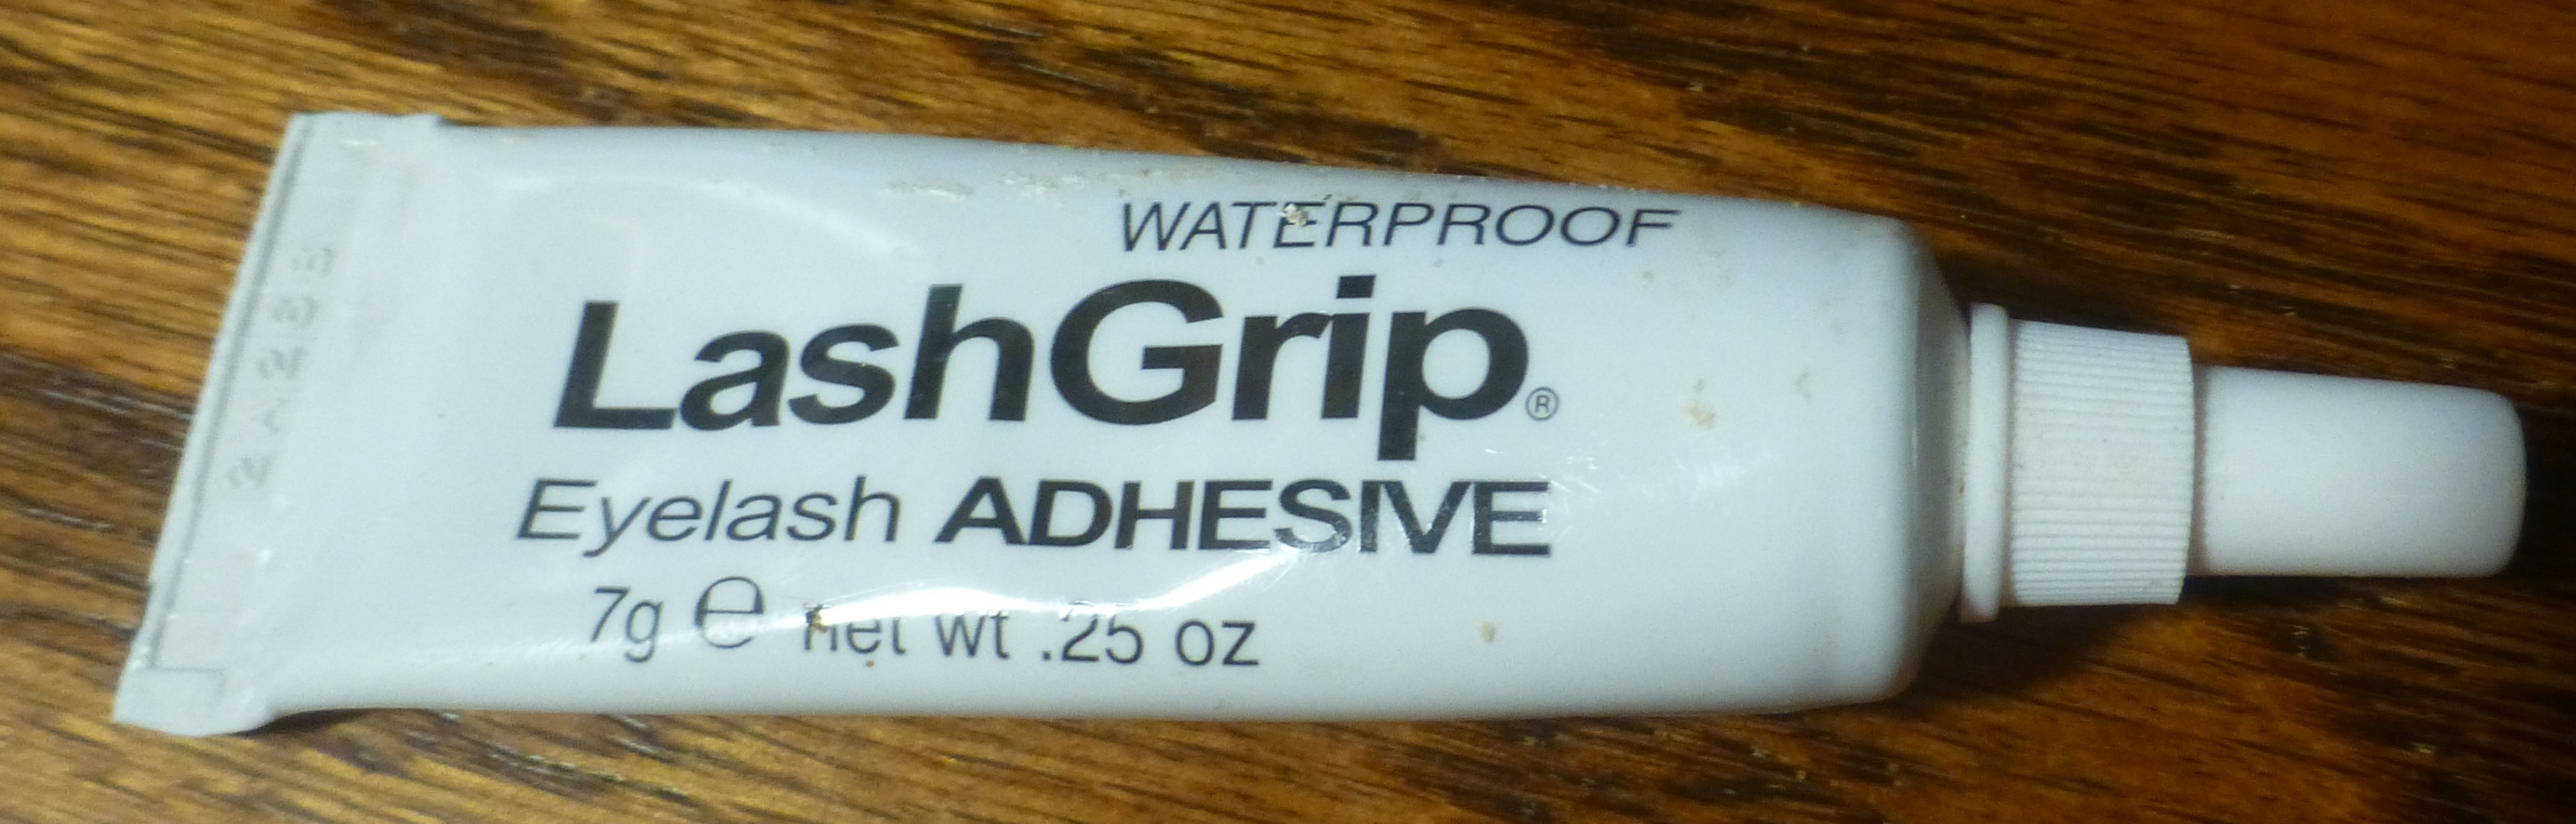 WATERPROOF
LashGrip®
Eyelash ADHESIVE
7g ℮ net wt .25 oz